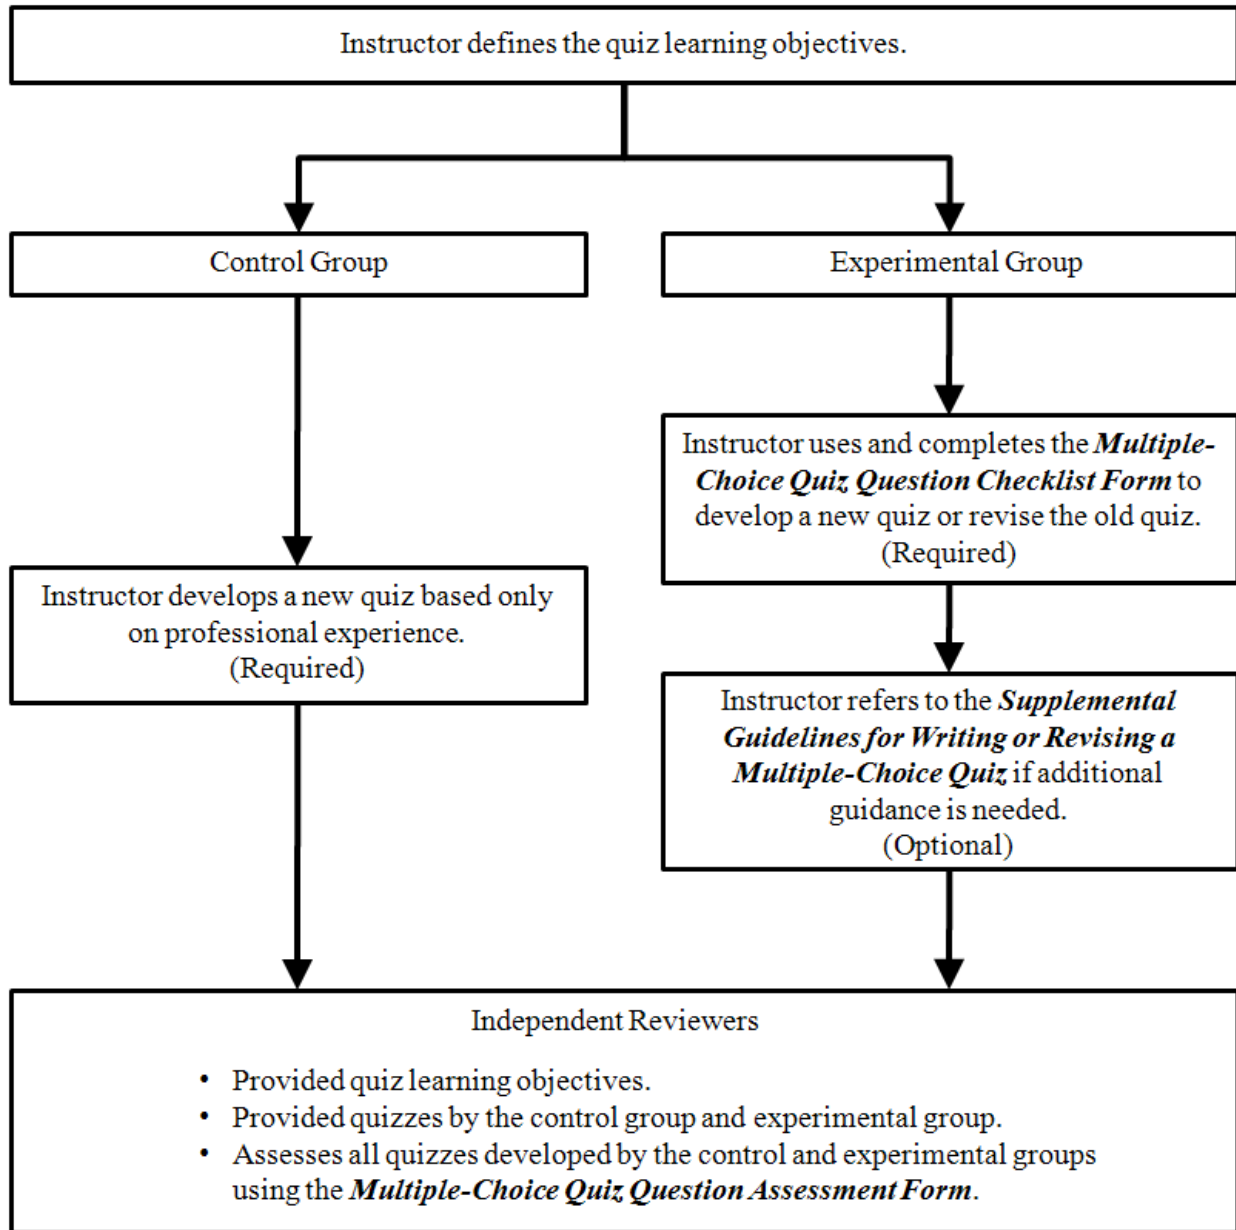 Instructor defines the quiz learning objectives.
Control Group
Experimental Group
Instructor uses and completes the Multiple-
Choice Quiz Question Checklist Form to
develop a new quiz or revise the old quiz.
(Required)
Instructor develops a new quiz based only
on professional experience.
(Required)
Instructor refers to the Supplemental
Guidelines for Writing or Revising a
Multiple-Choice Quiz if additional
guidance is needed.
(Optional)
Independent Reviewers
• Provided quiz learning objectives.
• Provided quizzes by the control group and experimental group.
• Assesses all quizzes developed by the control and experimental groups
using the Multiple-Choice Quiz Question Assessment Form.